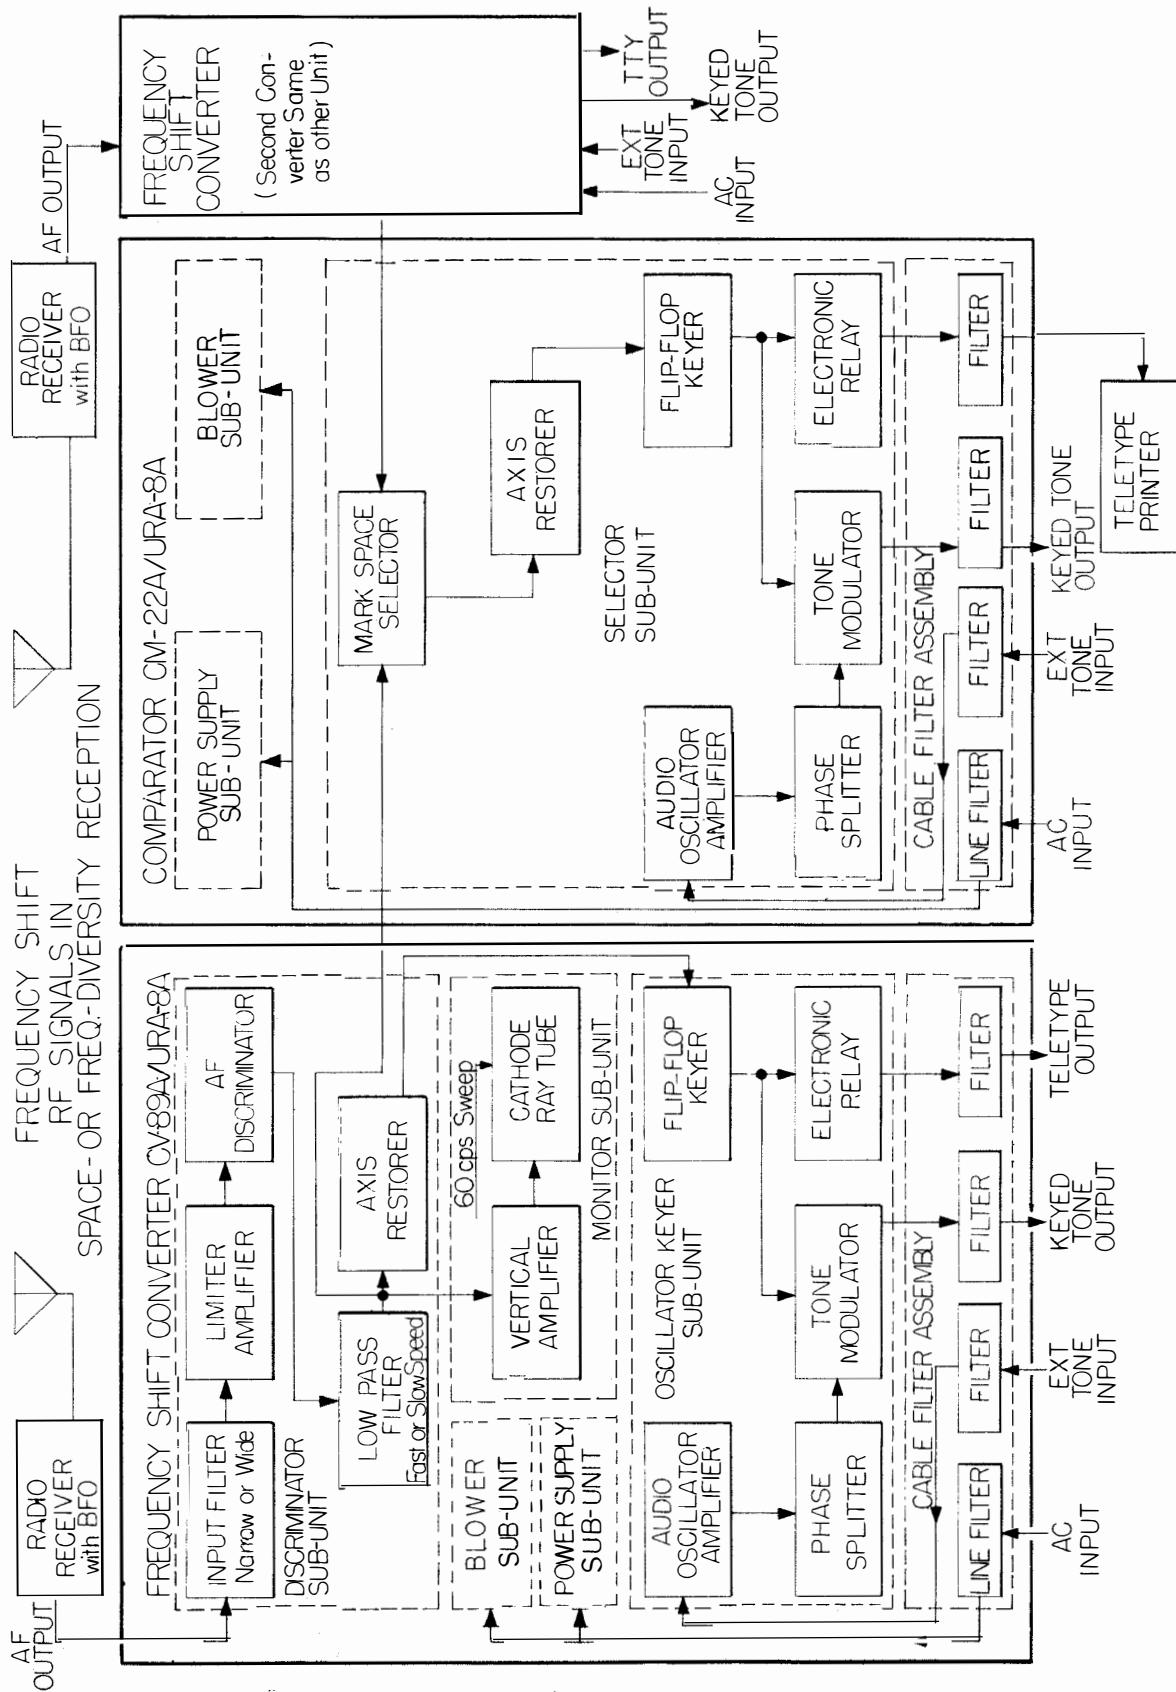 FREQUENCY SHIFT
RF SIGNALS IN
SPACE- OR FREQ.-DIVERSITY RECEPTION
AF
OUTPUT
RADIO
RECEIVER
with BFO
RADIO
RECEIVER
with BFO
AF OUTPUT
FREQUENCY SHIFT CONVERTER CV-89A/URA-8A
INPUT FILTER
Narrow or Wide
LIMITER
AMPLIFIER
AF
DISCRIMINATOR
DISCRIMINATOR
SUB-UNIT
LOW PASS
FILTER
Fast or Slow Speed
AXIS
RESTORER
BLOWER
SUB-UNIT
POWER SUPPLY
SUB-UNIT
60 cps Sweep
VERTICAL
AMPLIFIER
CATHODE
RAY TUBE
MONITOR SUB-UNIT
OSCILLATOR KEYER
SUB-UNIT
AUDIO
OSCILLATOR
AMPLIFIER
FLIP-FLOP
KEYER
PHASE
SPLITTER
TONE
MODULATOR
ELECTRONIC
RELAY
CABLE FILTER ASSEMBLY
LINE FILTER
FILTER
FILTER
FILTER
AC
INPUT
EXT
TONE
INPUT
KEYED
TONE
OUTPUT
TELETYPE
OUTPUT
COMPARATOR CM-22A/URA-8A
POWER SUPPLY
SUB-UNIT
BLOWER
SUB-UNIT
MARK SPACE
SELECTOR
AXIS
RESTORER
SELECTOR
SUB-UNIT
AUDIO
OSCILLATOR
AMPLIFIER
FLIP-FLOP
KEYER
PHASE
SPLITTER
TONE
MODULATOR
ELECTRONIC
RELAY
CABLE FILTER ASSEMBLY
LINE FILTER
FILTER
FILTER
FILTER
AC
INPUT
EXT
TONE
INPUT
KEYED TONE
OUTPUT
TELETYPE
PRINTER
FREQUENCY
SHIFT
CONVERTER
(Second Con-
verter Same
as other Unit)
AC
INPUT
EXT
TONE
INPUT
KEYED
TONE
OUTPUT
TTY
OUTPUT